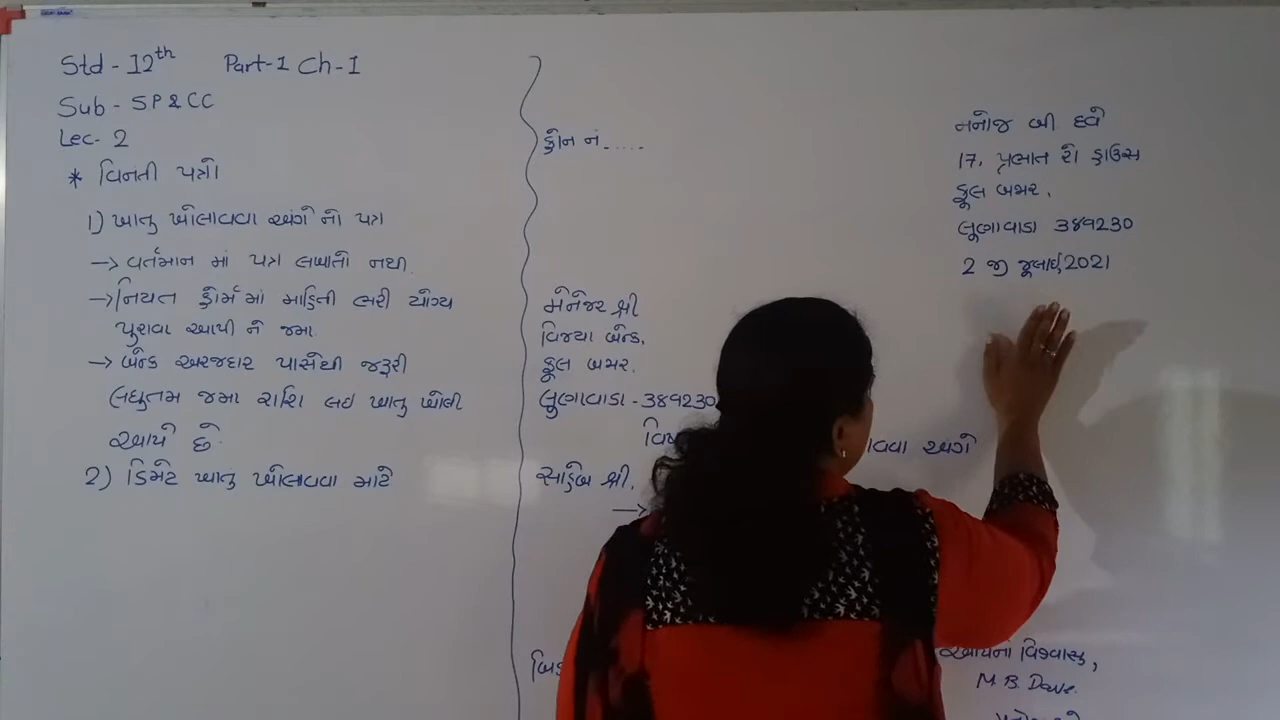 Std - 12th Part-1 Ch-1
Sub - SP & CC
Lec- 2
* વિનંતી પત્રો
1) ખાતુ ખોલાવવા અંગે નો પત્ર
→ વર્તમાન માં પત્ર લખાતો નથી.
→ નિયત ફોર્મમાં માહિતી ભરી યોગ્ય
પુરાવા આપી ને જમા.
→ બેન્ક અરજદાર પાસેથી જરૂરી
લઘુતમ જમા રાશિ લઇ ખાતુ ખોલી
આપે છે.
2) ડિમેટ ખાતુ ખોલાવવા માટે
ફોન નં.....
મનોજ બી દવે
17, પ્રભાત રો હાઉસ
ફૂલ બજાર,
લૂણાવાડા 389230
2 જી જૂલાઇ,2021
મેનેજર શ્રી
વિજયા બેન્ક,
ફૂલ બજાર,
લુણાવાડા - 389230
અંગે
સાહેબ શ્રી,
→
આપનો વિશ્વાસુ,
M.B. Dave.